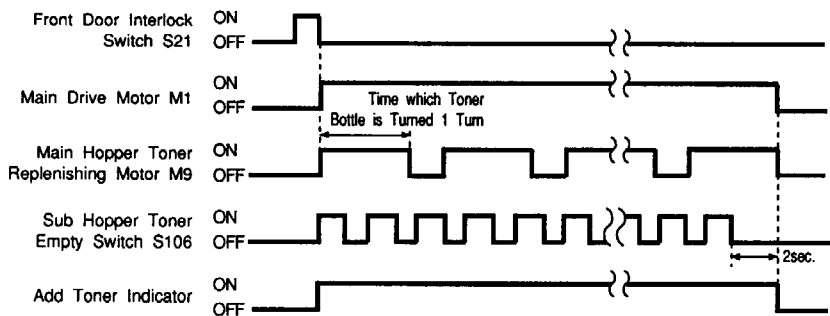 Front Door Interlock
Switch S21
ON
OFF
Main Drive Motor M1
ON
OFF
Time which Toner
Bottle is Turned 1 Turn
Main Hopper Toner
Replenishing Motor M9
ON
OFF
Sub Hopper Toner
Empty Switch S106
ON
OFF
2sec.
Add Toner Indicator
ON
OFF